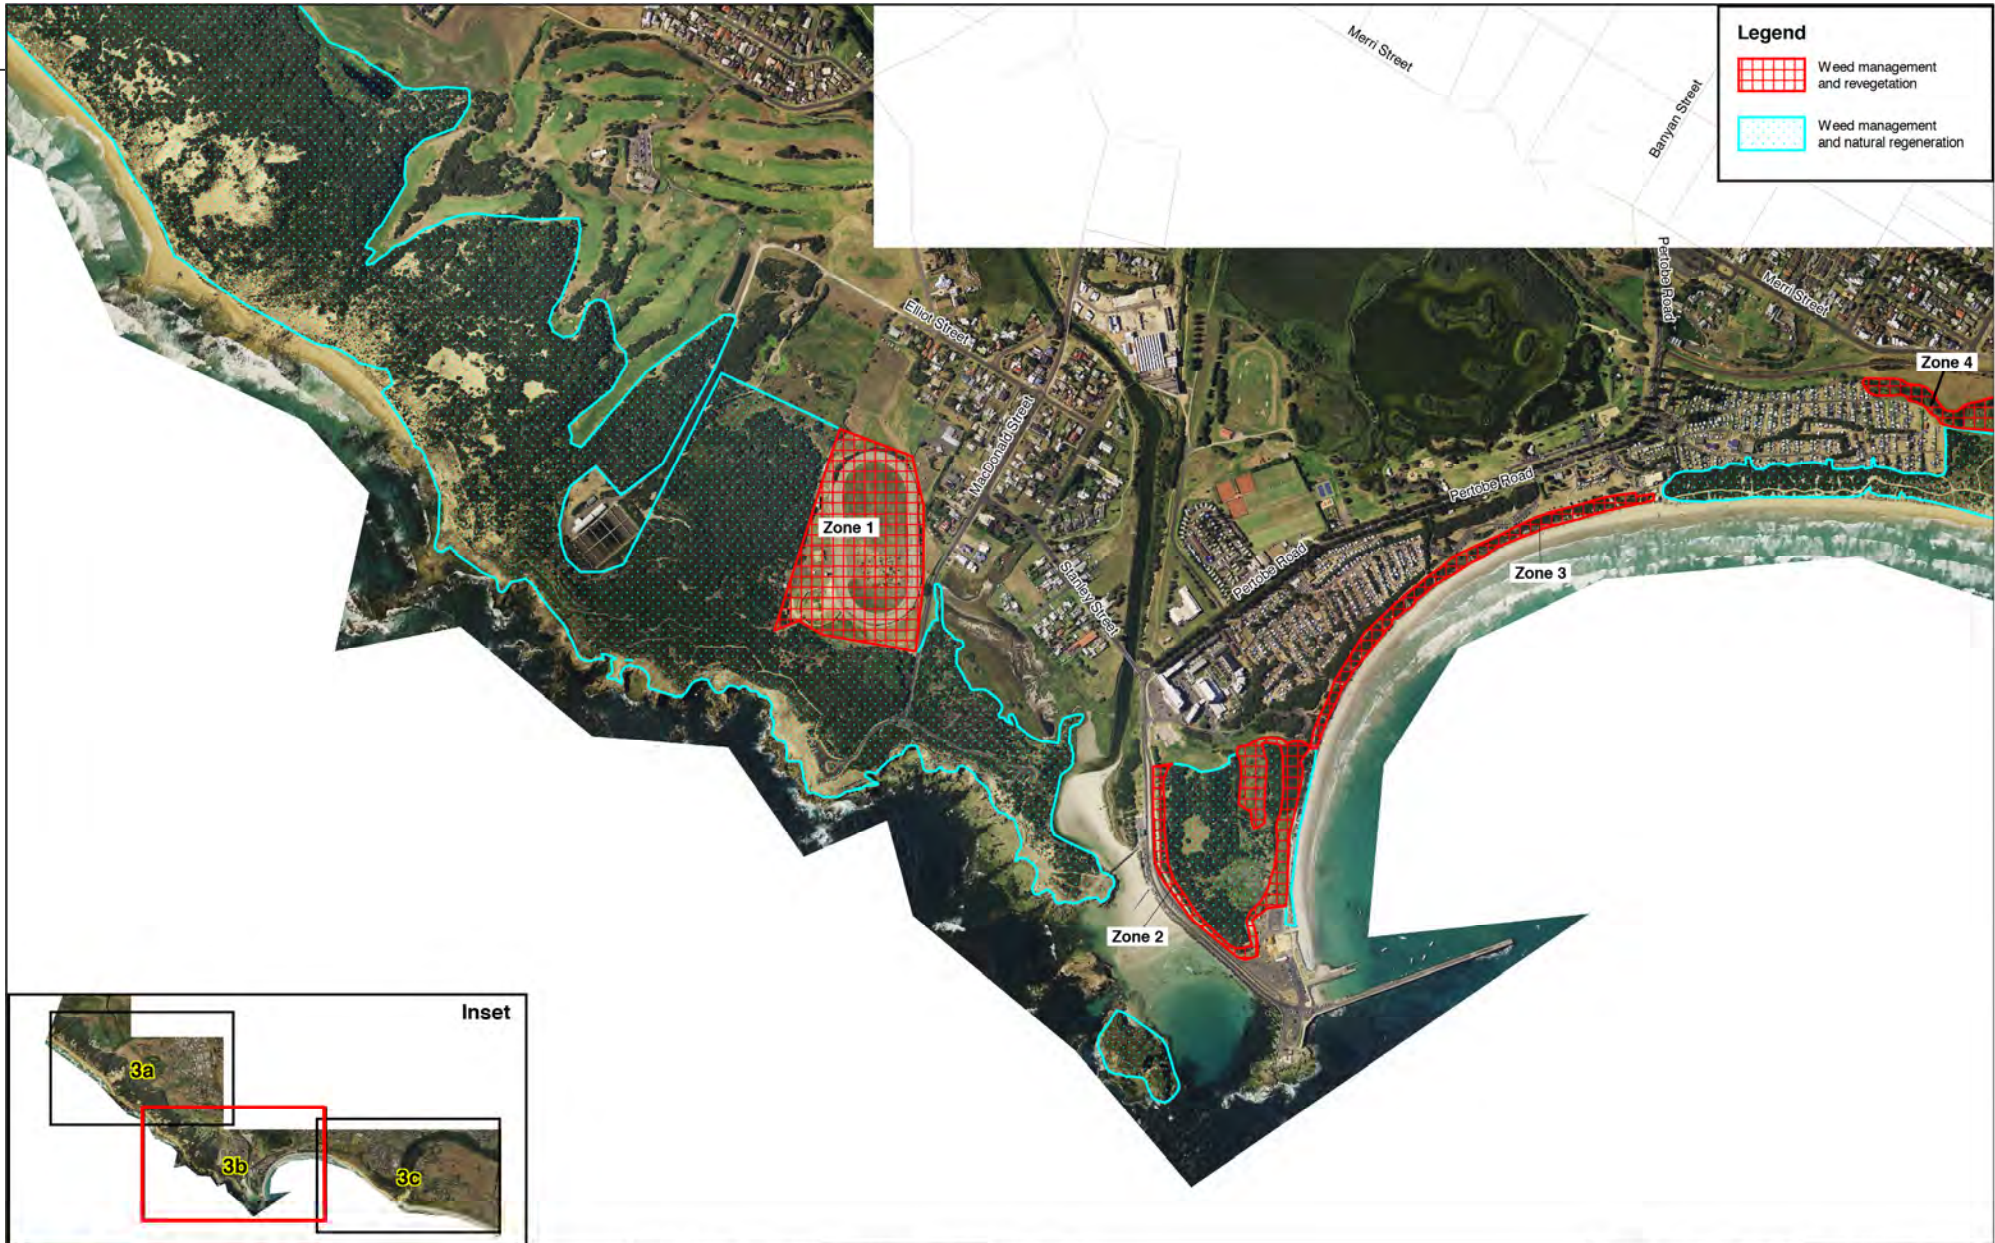 Legend
Weed management
and revegetation
Weed management
and natural regeneration
Merri Street
Banyan Street
Pertobe Road
Merri Street
Zone 4
Elliot Street
MacDonald Street
Pertobe Road
Zone 1
Zone 3
Pertobe Road
Stanley Street
Zone 2
Inset
3a
3b
3c